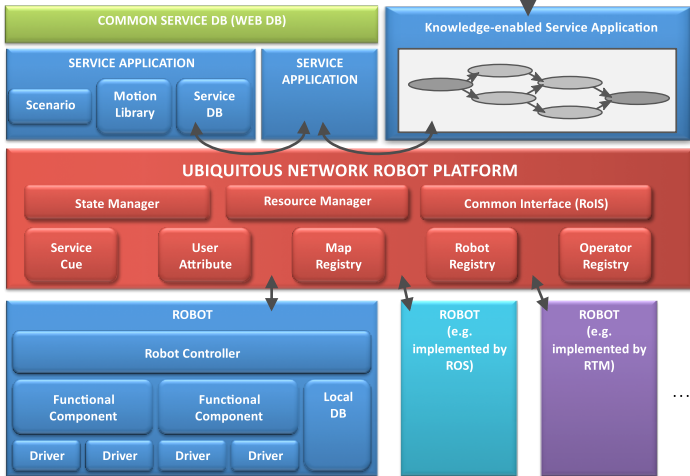 COMMON SERVICE DB (WEB DB)
Knowledge-enabled Service Application
SERVICE APPLICATION
Scenario
Motion
Library
Service
DB
SERVICE
APPLICATION
UBIQUITOUS NETWORK ROBOT PLATFORM
State Manager
Resource Manager
Common Interface (RoIS)
Service
Cue
User
Attribute
Map
Registry
Robot
Registry
Operator
Registry
ROBOT
Robot Controller
Functional
Component
Functional
Component
Local
DB
Driver
Driver
Driver
Driver
ROBOT
(e.g.
implemented by
ROS)
ROBOT
(e.g.
implemented by
RTM)
...